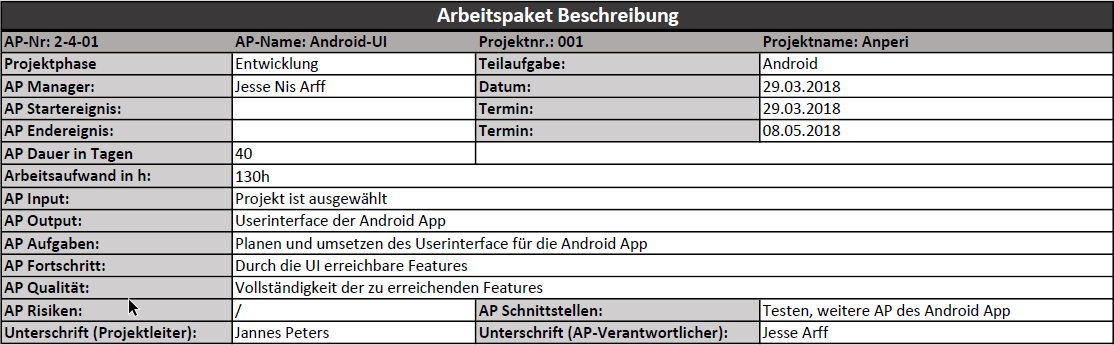 Arbeitspaket Beschreibung
AP-Nr: 2-4-01 AP-Name: Android-UI Projektnr.: 001 Projektname: Anperi
Projektphase Entwicklung Teilaufgabe: Android
AP Manager: Jesse Nis Arff Datum: 29.03.2018
AP Startereignis: Termin: 29.03.2018
AP Endereignis: Termin: 08.05.2018
AP Dauer in Tagen 40
Arbeitsaufwand in h: 130h
AP Input: Projekt ist ausgewählt
AP Output: Userinterface der Android App
AP Aufgaben: Planen und umsetzen des Userinterface für die Android App
AP Fortschritt: Durch die UI erreichbare Features
AP Qualität: Vollständigkeit der zu erreichenden Features
AP Risiken: / AP Schnittstellen: Testen, weitere AP des Android App
Unterschrift (Projektleiter): Jannes Peters Unterschrift (AP-Verantwortlicher): Jesse Arff